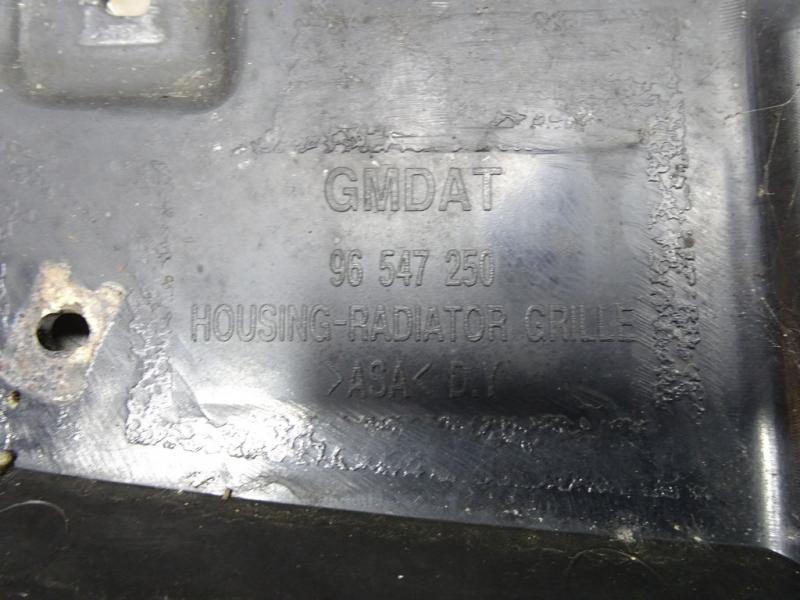 GMDAT
96 547 250
HOUSING-RADIATOR GRILLE
>ASA< D.Y